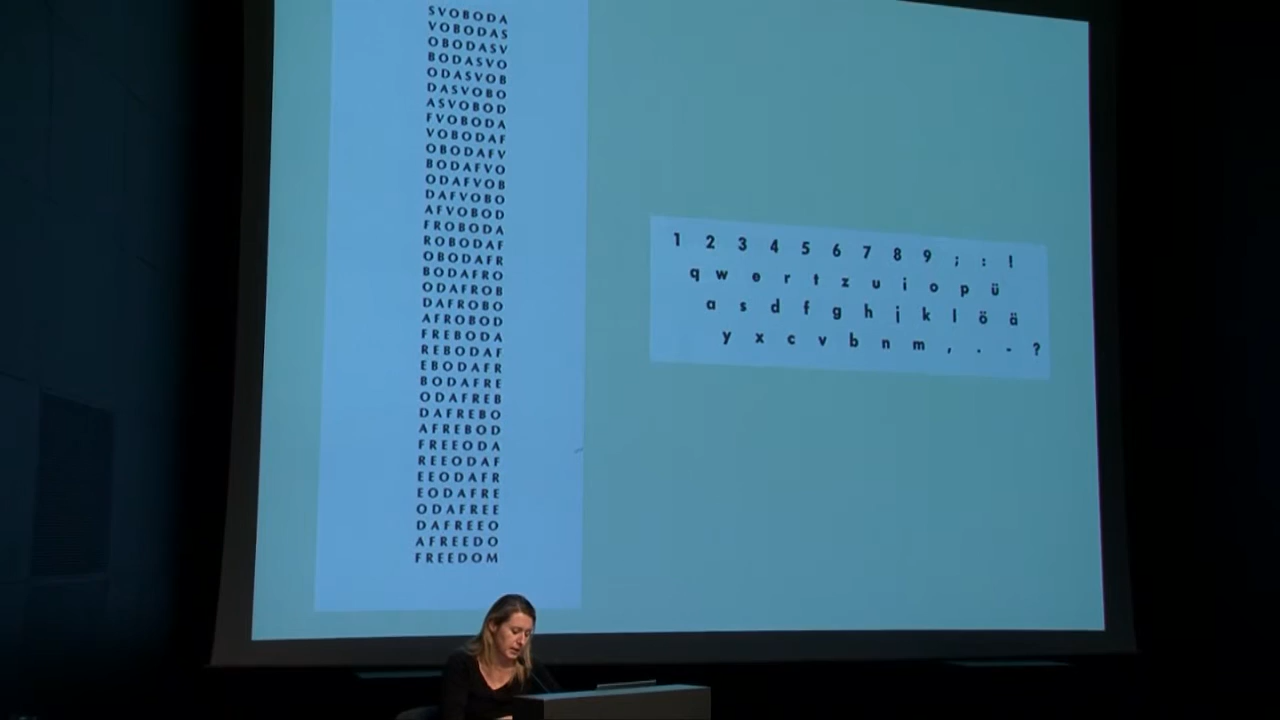 SVOBODA
VOBODAS
OBODASV
BODASVO
ODASVOB
DASVOBO
ASVOBOD
FVOBODA
VOBODAF
OBODAFV
BODAFVO
ODAFVOB
DAFVOBO
AFVOBOD
FROBODA
ROBODAF
OBODAFR
BODAFRO
ODAFROB
DAFROBO
AFROBOD
FREBODA
REBODAF
EBODAFR
BODAFRE
ODAFREB
DAFREBO
AFREBOD
FREEODA
REEODAF
EEODAFR
EODAFRE
ODAFREE
DAFREEO
AFREEDO
FREEDOM
1 2 3 4 5 6 7 8 9 ; : !
q w e r t z u i o p ü
a s d f g h j k l ö ä
y x c v b n m , . - ?